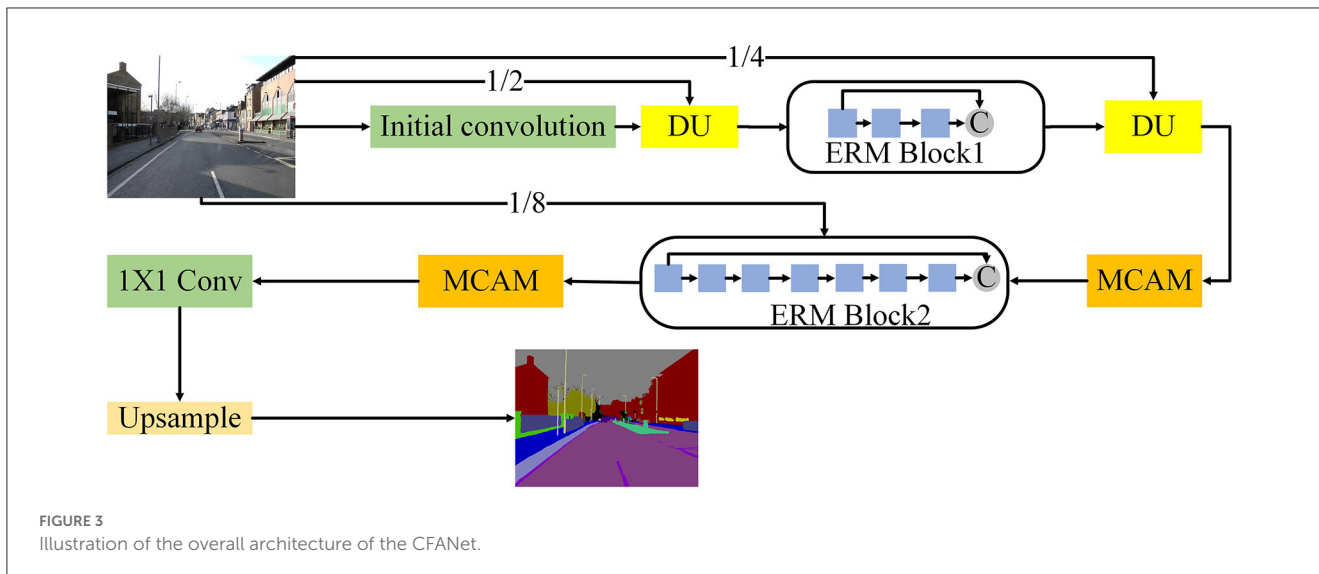 1/4
1/2
Initial convolution
DU
C
ERM Block1
DU
1/8
1X1 Conv
MCAM
C
ERM Block2
MCAM
Upsample
FIGURE 3
Illustration of the overall architecture of the CFANet.